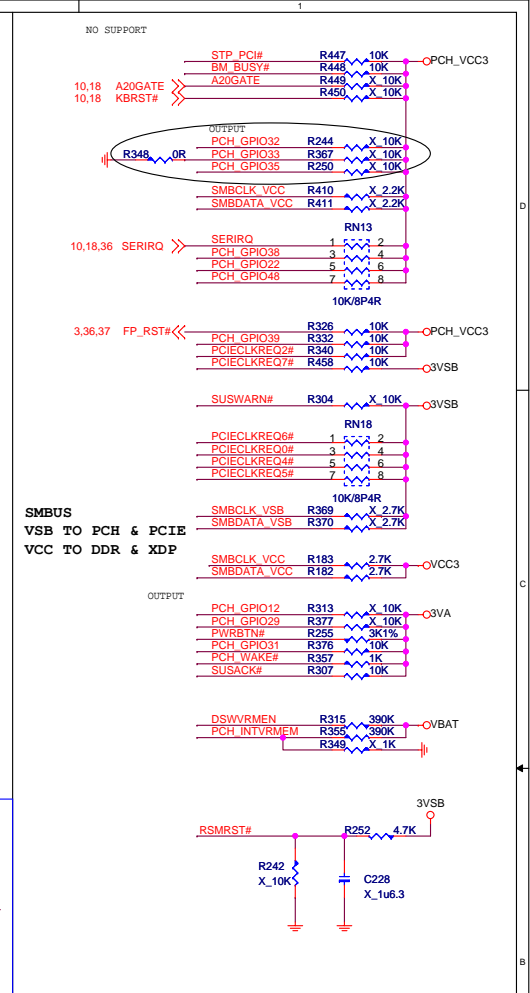 1
NO SUPPORT
STP_PCI# R447 10K PCH_VCC3
BM_BUSY# R448 10K
10,18 A20GATE A20GATE R449 X_10K
10,18 KBRST# R450 X_10K
OUTPUT
PCH_GPIO32 R244 X_10K
R348 0R PCH_GPIO33 R367 X_10K
PCH_GPIO35 R250 X_10K
SMBCLK_VCC R410 X_2.2K
SMBDATA_VCC R411 X_2.2K
D
RN13
10,18,36 SERIRQ SERIRQ 1 2
PCH_GPIO38 3 4
PCH_GPIO22 5 6
PCH_GPIO48 7 8
10K/8P4R
3,36,37 FP_RST# R326 10K PCH_VCC3
PCH_GPIO39 R332 10K
PCIECLKREQ2# R340 10K
PCIECLKREQ7# R458 10K 3VSB
SUSWARN# R304 X_10K 3VSB
RN18
PCIECLKREQ6# 1 2
PCIECLKREQ0# 3 4
PCIECLKREQ4# 5 6
PCIECLKREQ5# 7 8
10K/8P4R
SMBUS
VSB TO PCH & PCIE
VCC TO DDR & XDP
SMBCLK_VSB R369 X_2.7K
SMBDATA_VSB R370 X_2.7K
SMBCLK_VCC R183 2.7K VCC3
SMBDATA_VCC R182 2.7K
C
OUTPUT
PCH_GPIO12 R313 X_10K 3VA
PCH_GPIO29 R377 X_10K
PWRBTN# R255 3K1%
PCH_GPIO31 R376 10K
PCH_WAKE# R357 1K
SUSACK# R307 10K
DSWVRMEN R315 390K VBAT
PCH_INTVRMEM R355 390K
R349 X_1K
3VSB
RSMRST# R252 4.7K
R242
X_10K
C228
X_1u6.3
B